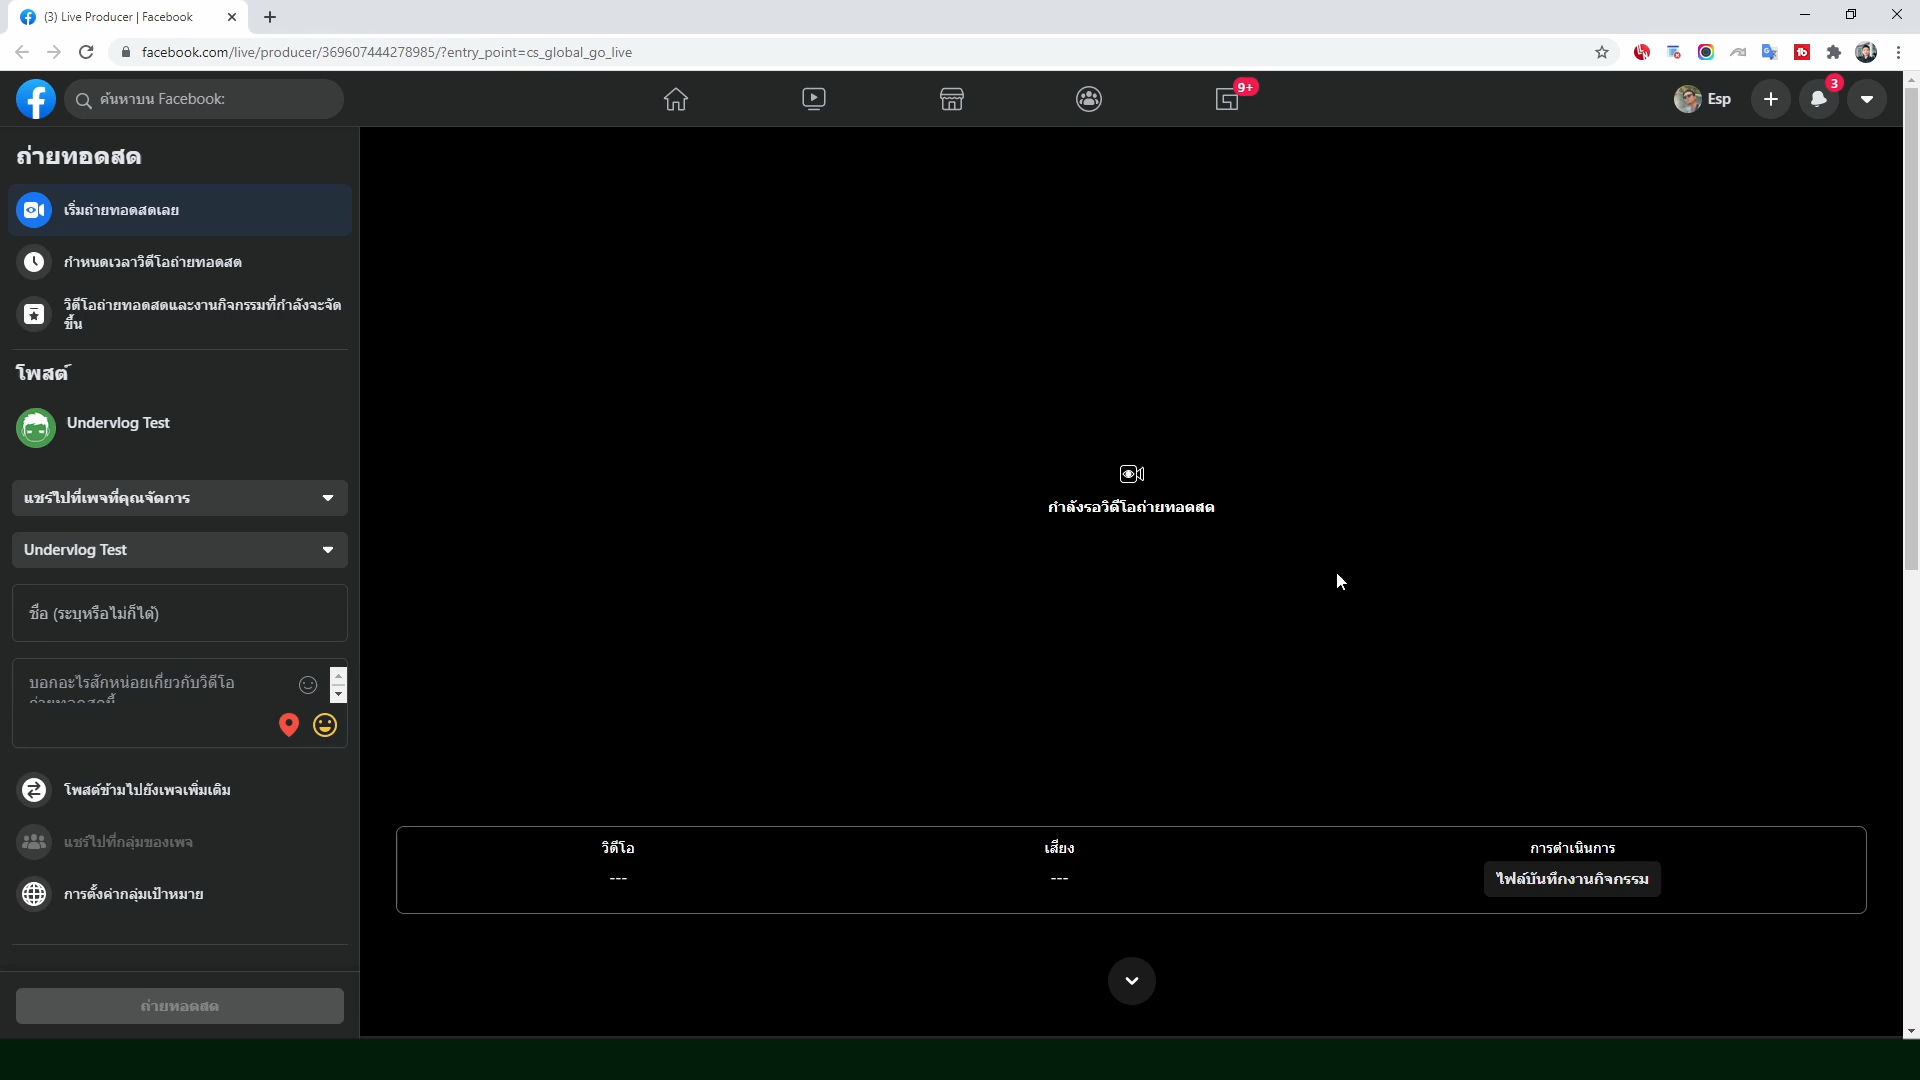 (3) Live Producer | Facebook
facebook.com/live/producer/369607444278985/?entry_point=cs_global_go_live
ค้นหาบน Facebook:
9+
Esp
3
ถ่ายทอดสด
เริ่มถ่ายทอดสดเลย
กำหนดเวลาวิดีโอถ่ายทอดสด
วิดีโอถ่ายทอดสดและงานกิจกรรมที่กำลังจะจัด
ขึ้น
โพสต์
Undervlog Test
แชร์ไปที่เพจที่คุณจัดการ
Undervlog Test
ชื่อ (ระบุหรือไม่ก็ได้)
บอกอะไรสักหน่อยเกี่ยวกับวิดีโอ
ถ่ายทอดสดนี้
โพสต์ข้ามไปยังเพจเพิ่มเติม
แชร์ไปที่กลุ่มของเพจ
การตั้งค่ากลุ่มเป้าหมาย
ถ่ายทอดสด
กำลังรอวิดีโอถ่ายทอดสด
วิดีโอ
---
เสียง
---
การดำเนินการ
ไฟล์บันทึกงานกิจกรรม